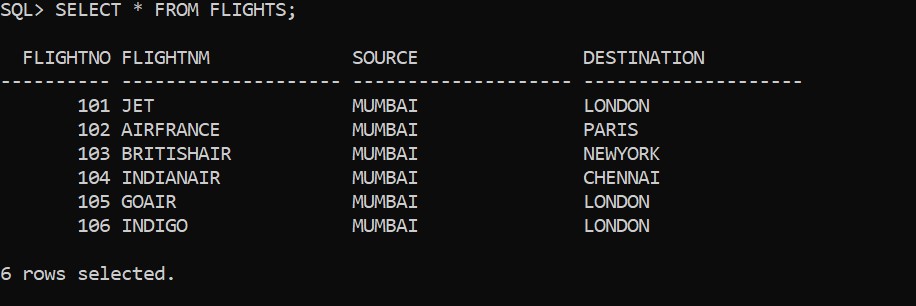 SQL> SELECT * FROM FLIGHTS;
FLIGHTNO FLIGHTNM SOURCE DESTINATION
---------- -------------------- -------------------- --------------------
101 JET MUMBAI LONDON
102 AIRFRANCE MUMBAI PARIS
103 BRITISHAIR MUMBAI NEWYORK
104 INDIANAIR MUMBAI CHENNAI
105 GOAIR MUMBAI LONDON
106 INDIGO MUMBAI LONDON
6 rows selected.